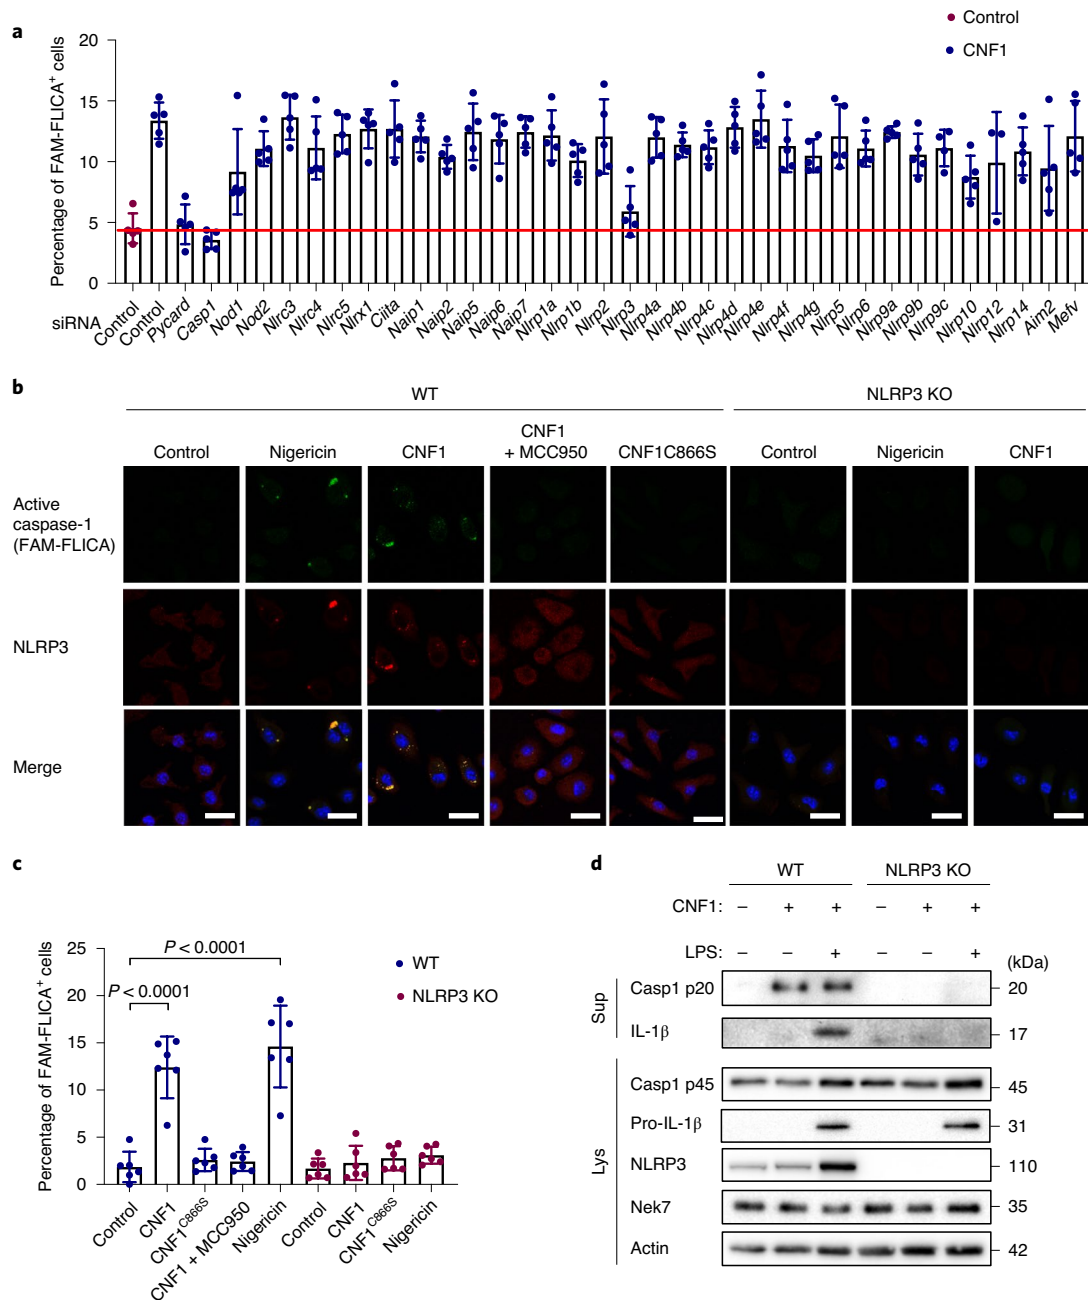 a
Control
CNF1
Percentage of FAM-FLICA⁺ cells
20
15
10
5
0
siRNA
Control
Control
Pycard
Casp1
Nod1
Nod2
Nlrc3
Nlrc4
Nlrc5
Nlrx1
Ciita
Naip1
Naip2
Naip5
Naip6
Naip7
Nlrp1a
Nlrp1b
Nlrp2
Nlrp3
Nlrp4a
Nlrp4b
Nlrp4c
Nlrp4d
Nlrp4e
Nlrp4f
Nlrp4g
Nlrp5
Nlrp6
Nlrp9a
Nlrp9b
Nlrp9c
Nlrp10
Nlrp12
Nlrp14
Aim2
Mefv
b
WT
NLRP3 KO
Control
Nigericin
CNF1
CNF1
+ MCC950
CNF1C866S
Control
Nigericin
CNF1
Active
caspase-1
(FAM-FLICA)
NLRP3
Merge
c
Percentage of FAM-FLICA⁺ cells
25
20
15
10
5
0
P < 0.0001
P < 0.0001
WT
NLRP3 KO
Control
CNF1
CNF1ᶜ⁸⁶⁶ˢ
CNF1 + MCC950
Nigericin
Control
CNF1
CNF1ᶜ⁸⁶⁶ˢ
Nigericin
d
WT NLRP3 KO
CNF1: – + + – + +
LPS: + + (kDa)
Sup
Casp1 p20 20
IL-1β 17
Lys
Casp1 p45 45
Pro-IL-1β 31
NLRP3 110
Nek7 35
Actin 42